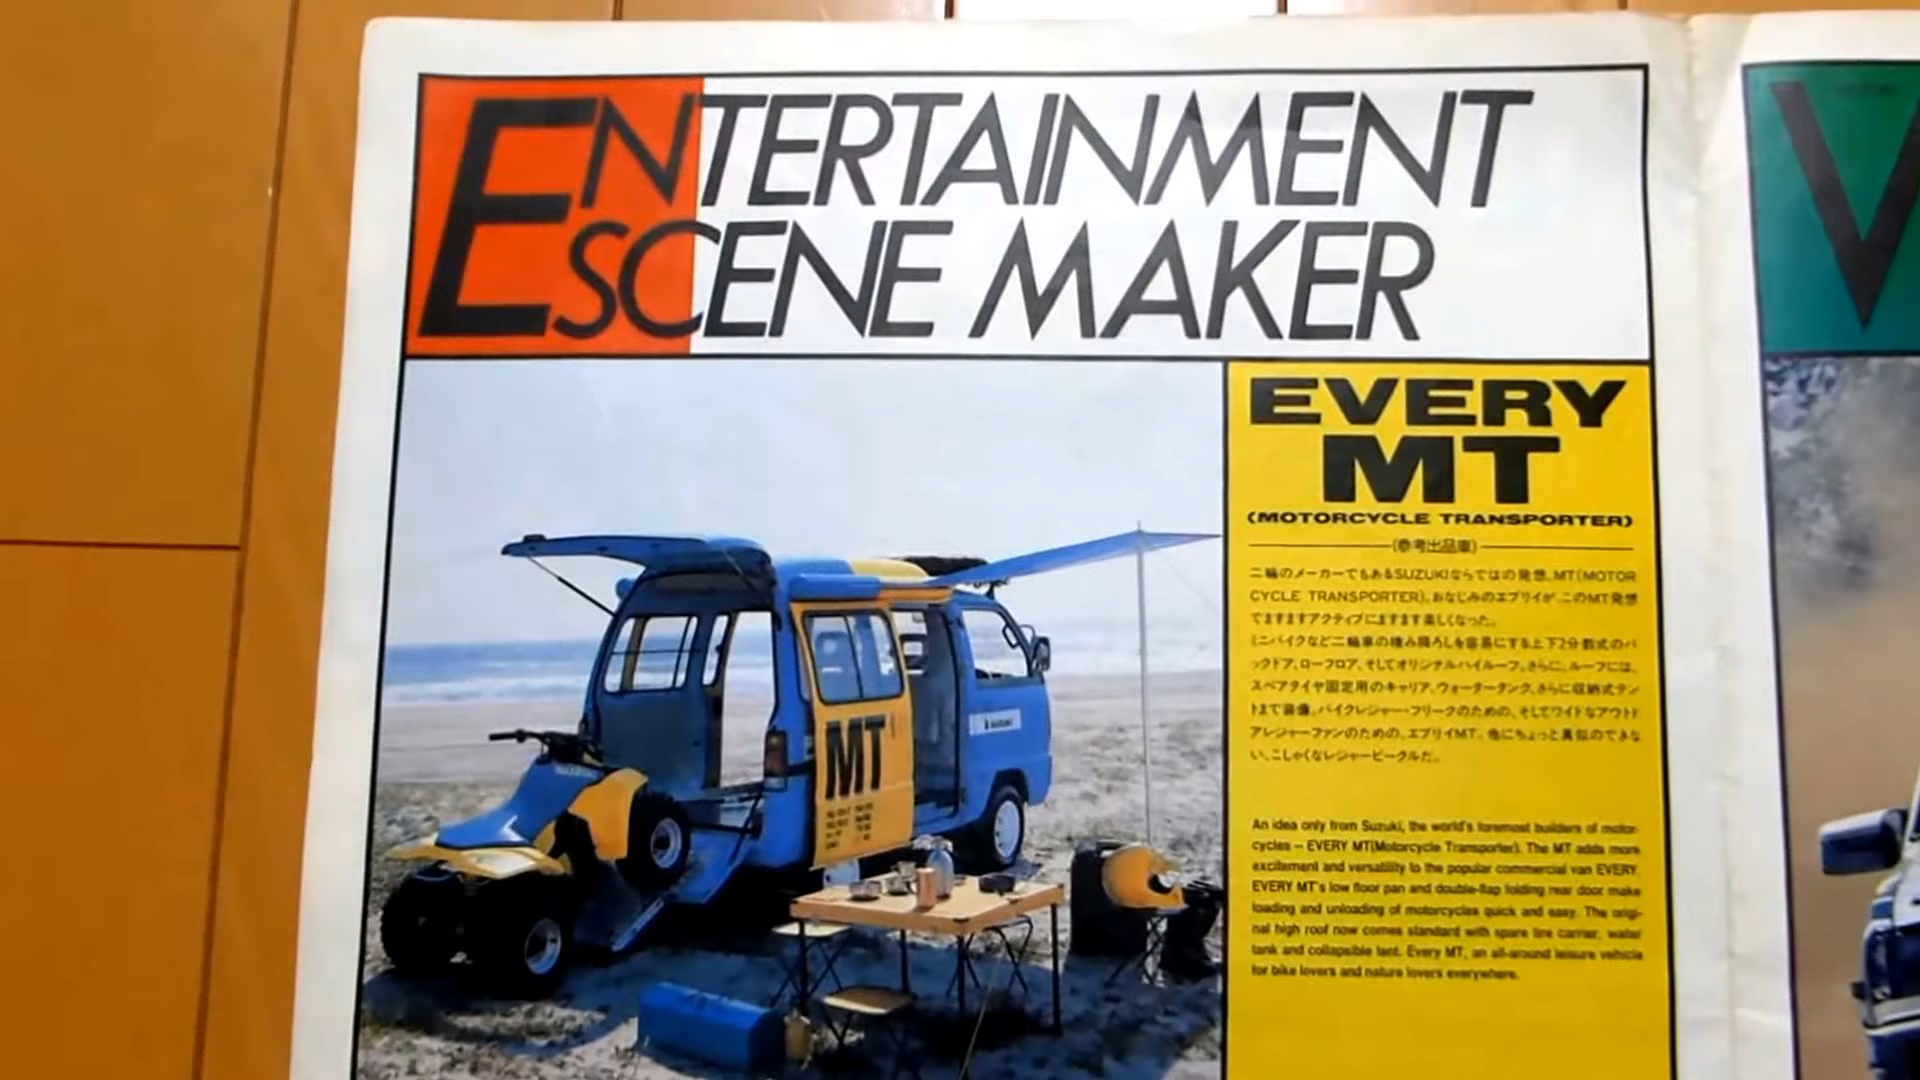 ENTERTAINMENT
SCENE MAKER
EVERY
MT
(MOTORCYCLE TRANSPORTER)
(参考出品車)
二輪のメーカーでもあるSUZUKIならではの発想、MT(MOTOR
CYCLE TRANSPORTER)。おなじみのエブリイが、このMT発想
でますますアクティブにますます楽しくなった。
ミニバイクなど二輪車の積み降ろしを容易にする上下2分割式のバ
ックドア、ローフロア、そしてオリジナルハイルーフ。さらに、ルーフには、
スペアタイヤ固定用のキャリア、ウォータータンク、さらに収納式テン
トまで装備。バイクレジャー・フリークのための、そしてワイドなアウトド
アレジャーファンのための、エブリイMT。他にちょっと真似のできな
い、こしゃくなレジャービークルだ。
An idea only from Suzuki, the world's foremost builders of motor-
cycles – EVERY MT(Motorcycle Transporter). The MT adds more
excitement and versatility to the popular commercial van EVERY.
EVERY MT's low floor pan and double-flap folding rear door make
loading and unloading of motorcycles quick and easy. The origi-
nal high roof now comes standard with spare tire carrier, water
tank and collapsible tent. Every MT, an all-around leisure vehicle
for bike lovers and nature lovers everywhere.
MT
SUZUKI
V